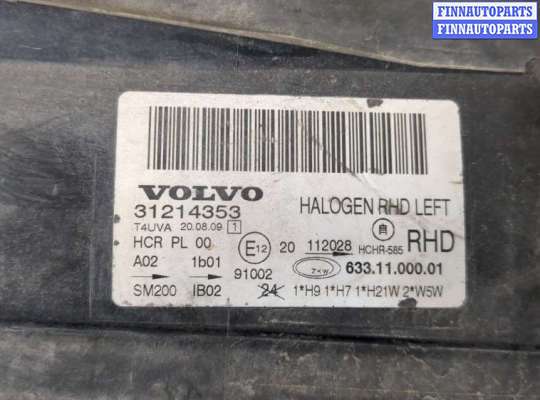 FINNAUTOPARTS
FINNAUTOPARTS
FINNAUTOPARTS
VOLVO
31214353
HALOGEN RHD LEFT
T4UVA 20.08.09 1
HCR PL 00
E12 20 112028
HCHR-585
RHD
A02 1b01
91002
633.11.000.01
SM200 IB02
24 1*H9 1*H7 1*H21W 2*W5W